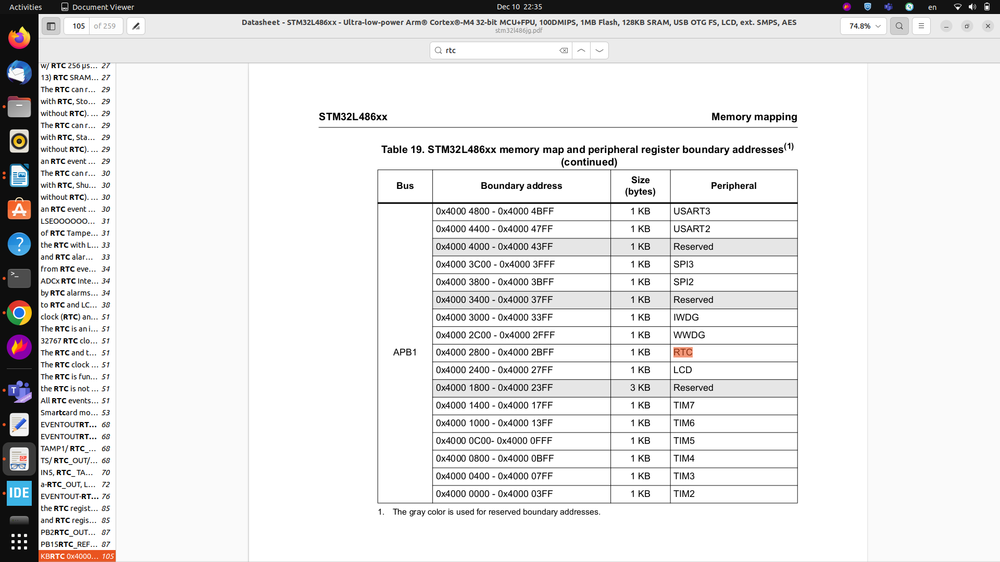 Activities
Document Viewer
Dec 10 22:35
en
105 of 259
Datasheet - STM32L486xx - Ultra-low-power Arm® Cortex®-M4 32-bit MCU+FPU, 100DMIPS, 1MB Flash, 128KB SRAM, USB OTG FS, LCD, ext. SMPS, AES
stm32l486jg.pdf
74.8%
rtc
w/ RTC 256 µs... 27
13) RTC SRAM... 27
The RTC can r... 29
with RTC, Sto... 29
without RTC). ... 29
The RTC can r... 29
with RTC, Sta... 29
without RTC). ... 29
an RTC event ... 29
The RTC can r... 30
with RTC, Shu... 30
without RTC). ... 30
an RTC event ... 30
LSEOOOOOO... 31
of RTC Tampe... 31
the RTC with L... 33
and RTC alar... 33
from RTC eve... 34
ADCx RTC Inte... 34
by RTC alarms... 34
to RTC and LC... 38
clock (RTC) an... 51
The RTC is an i... 51
32767 RTC clo... 51
The RTC and t... 51
The RTC clock ... 51
The RTC is fun... 51
the RTC is not ... 51
All RTC events... 51
Smartcard mo... 53
EVENTOUTRT... 68
EVENTOUTRT... 68
TAMP1/ RTC_... 68
TS/ RTC_OUT/... 68
IN5, RTC_ TA... 70
a-RTC_OUT, L... 72
EVENTOUT-RT... 76
the RTC regist... 85
and RTC regis... 85
PB2RTC_OUT... 87
PB15RTC_REF... 87
KBRTC 0x4000... 105
STM32L486xx
Memory mapping
Table 19. STM32L486xx memory map and peripheral register boundary addresses(1)
(continued)
Bus Boundary address Size (bytes) Peripheral
APB1
0x4000 4800 - 0x4000 4BFF 1 KB USART3
0x4000 4400 - 0x4000 47FF 1 KB USART2
0x4000 4000 - 0x4000 43FF 1 KB Reserved
0x4000 3C00 - 0x4000 3FFF 1 KB SPI3
0x4000 3800 - 0x4000 3BFF 1 KB SPI2
0x4000 3400 - 0x4000 37FF 1 KB Reserved
0x4000 3000 - 0x4000 33FF 1 KB IWDG
0x4000 2C00 - 0x4000 2FFF 1 KB WWDG
0x4000 2800 - 0x4000 2BFF 1 KB RTC
0x4000 2400 - 0x4000 27FF 1 KB LCD
0x4000 1800 - 0x4000 23FF 3 KB Reserved
0x4000 1400 - 0x4000 17FF 1 KB TIM7
0x4000 1000 - 0x4000 13FF 1 KB TIM6
0x4000 0C00- 0x4000 0FFF 1 KB TIM5
0x4000 0800 - 0x4000 0BFF 1 KB TIM4
0x4000 0400 - 0x4000 07FF 1 KB TIM3
0x4000 0000 - 0x4000 03FF 1 KB TIM2
1. The gray color is used for reserved boundary addresses.
IDE